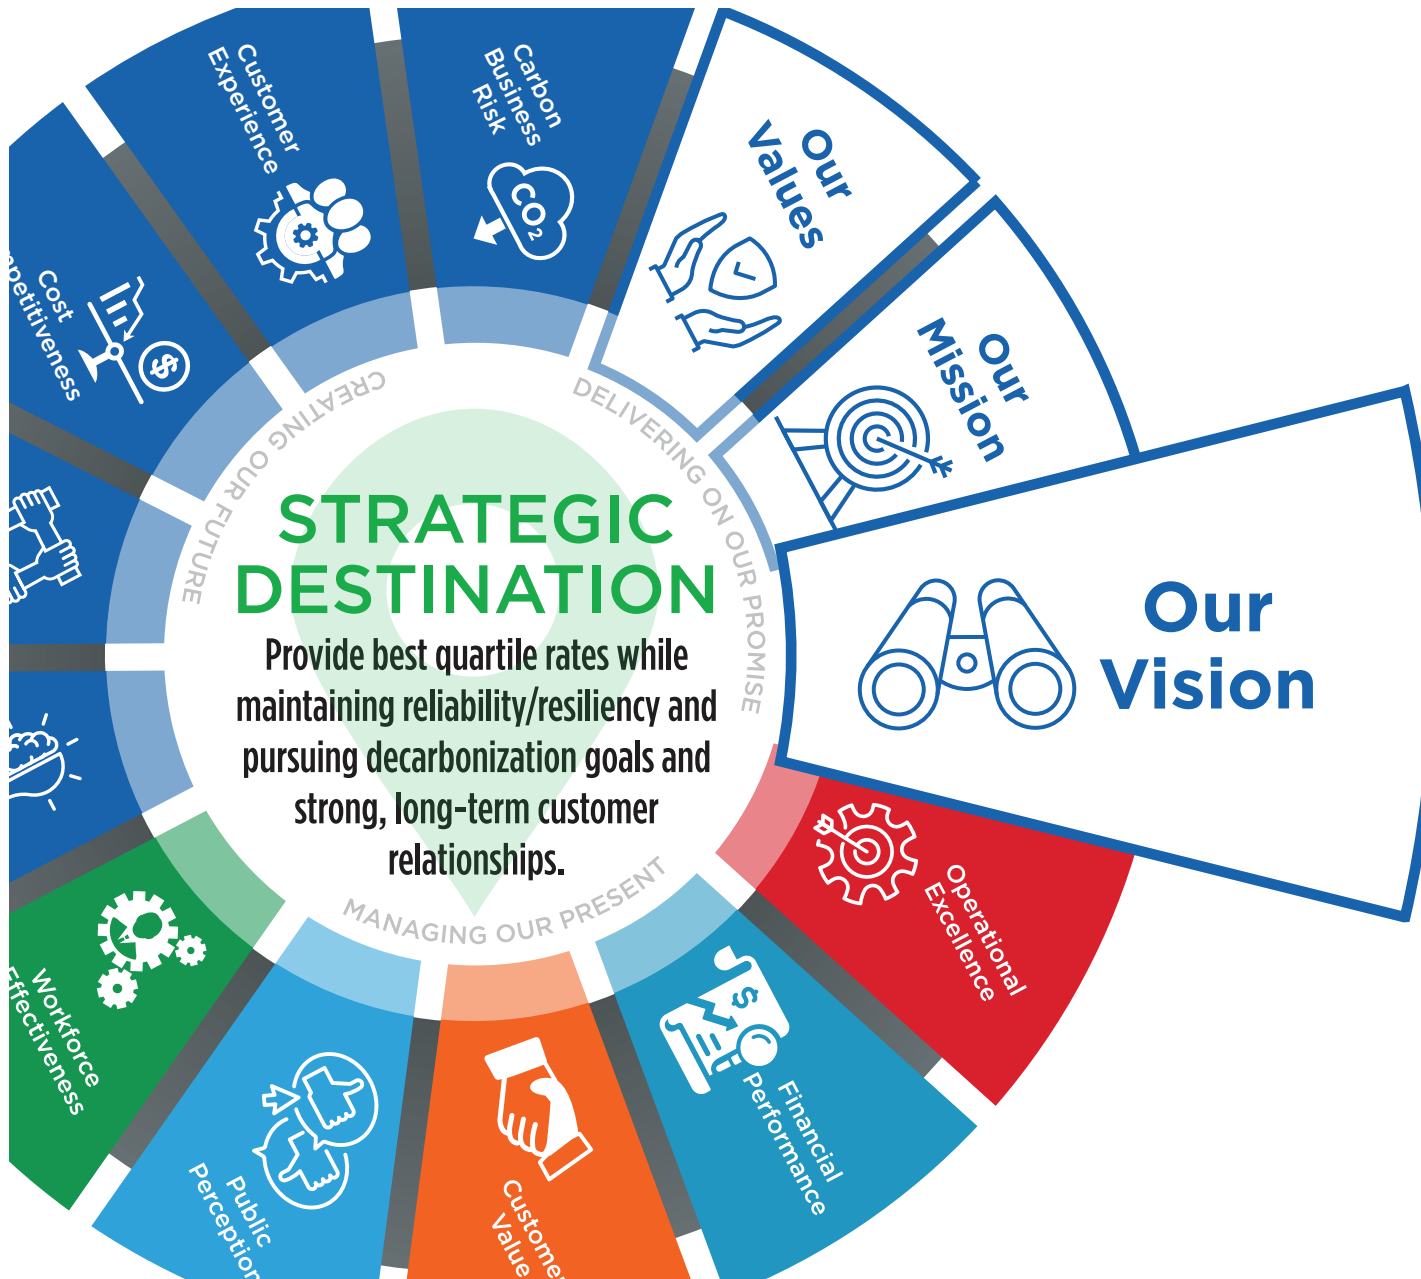 Customer
Experience
Carbon
Business
Risk
CO2
Our
Values
Our
Mission
Our
Vision
Cost
$
CREATING OUR FUTURE
DELIVERING ON OUR PROMISE
STRATEGIC
DESTINATION
Provide best quartile rates while
maintaining reliability/resiliency and
pursuing decarbonization goals and
strong, long-term customer
relationships.
MANAGING OUR PRESENT
Operational
Excellence
$
Financial
Performance
Customer
Value
Public
Perception
Workforce
Effectiveness